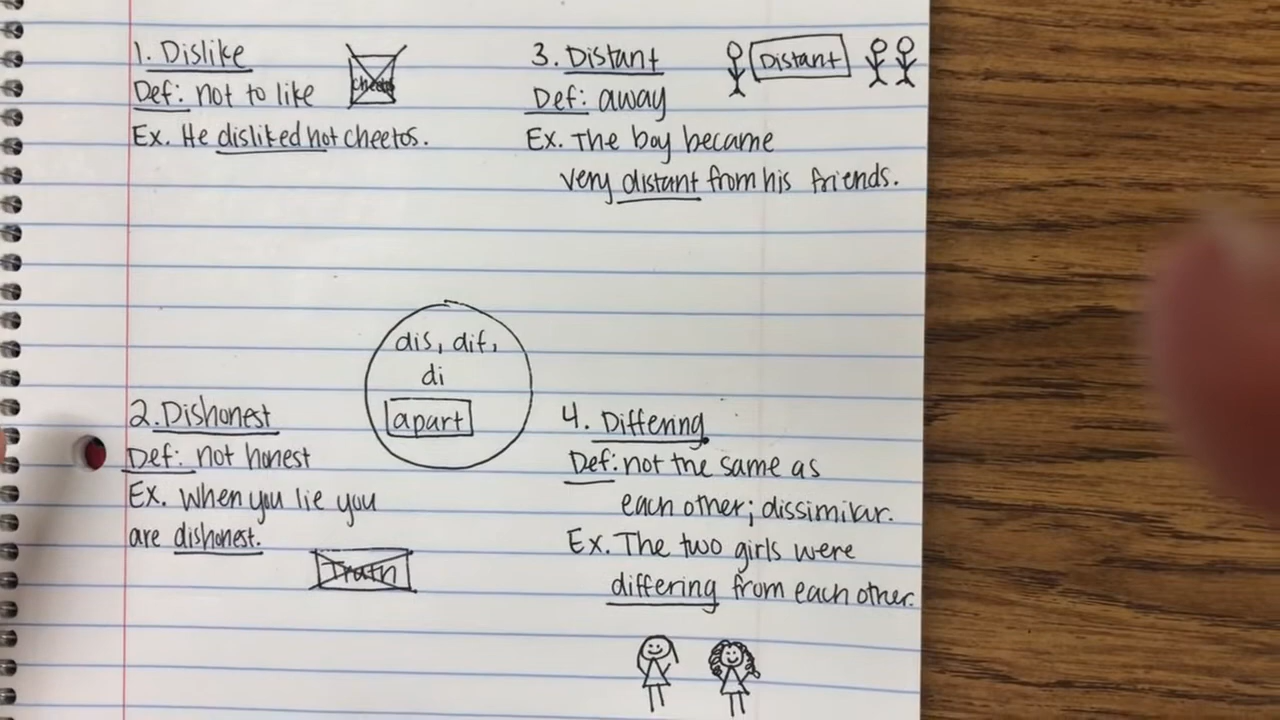 1. Dislike
Def: not to like
Cheetos
Ex. He disliked hot cheetos.
3. Distant
Distant
Def: away
Ex. The boy became
very distant from his friends.
dis, dif,
di
apart
2. Dishonest
Def: not honest
Ex. When you lie you
are dishonest.
Truth
4. Differing
Def: not the same as
each other; dissimilar.
Ex. The two girls were
differing from each other.